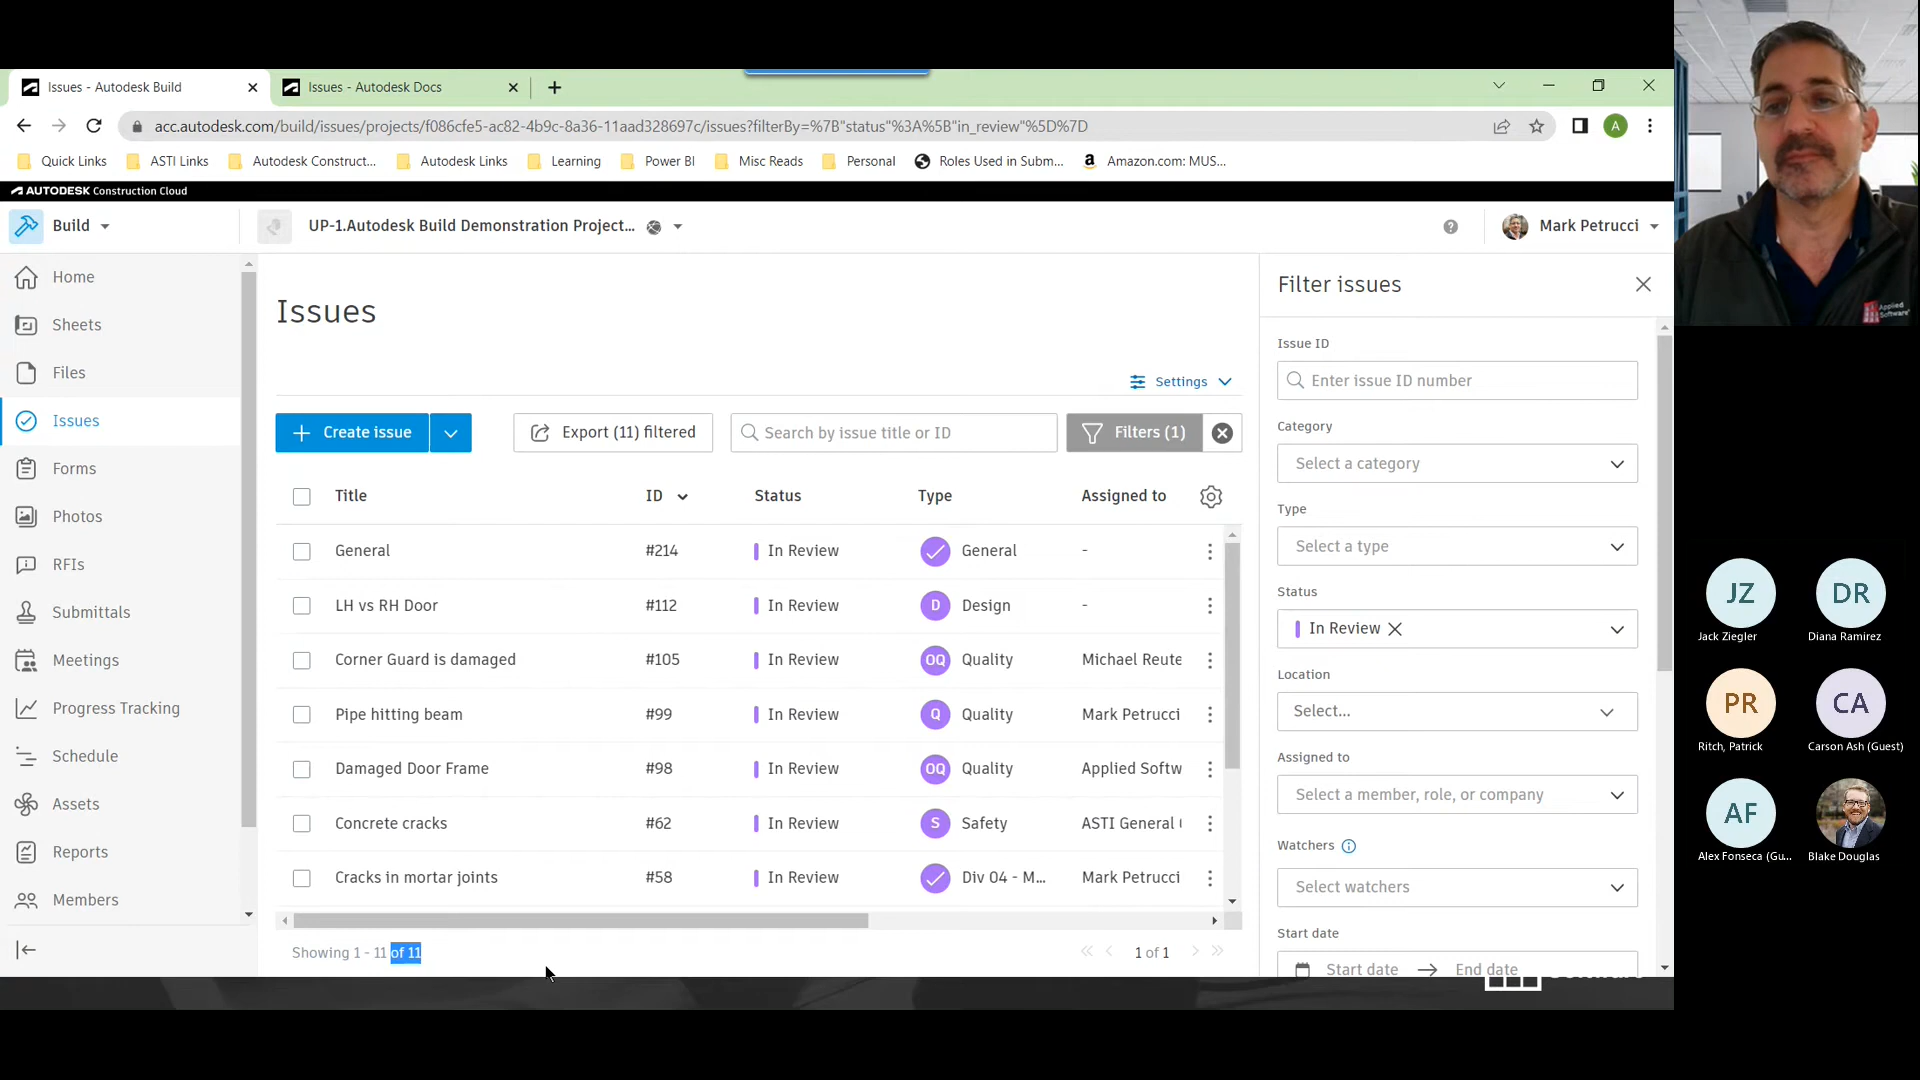 Issues - Autodesk Build
Issues - Autodesk Docs
acc.autodesk.com/build/issues/projects/f086cfe5-ac82-4b9c-8a36-11aad328697c/issues?filterBy=%7B"status"%3A%5B"in_review"%5D%7D
A
Quick Links ASTI Links Autodesk Construct... Autodesk Links Learning Power BI Misc Reads Personal Roles Used in Subm... Amazon.com: MUS...
AUTODESK Construction Cloud
Build
UP-1.Autodesk Build Demonstration Project...
Mark Petrucci
Home
Sheets
Files
Issues
Forms
Photos
RFIs
Submittals
Meetings
Progress Tracking
Schedule
Assets
Reports
Members
Issues
Settings
Create issue
Export (11) filtered
Search by issue title or ID
Filters (1)
Title ID Status Type Assigned to
General #214 In Review General -
LH vs RH Door #112 In Review D Design -
Corner Guard is damaged #105 In Review OQ Quality Michael Reute
Pipe hitting beam #99 In Review Q Quality Mark Petrucci
Damaged Door Frame #98 In Review OQ Quality Applied Softw
Concrete cracks #62 In Review S Safety ASTI General
Cracks in mortar joints #58 In Review Div 04 - M... Mark Petrucci
Showing 1 - 11 of 11
1 of 1
Filter issues
Issue ID
Enter issue ID number
Category
Select a category
Type
Select a type
Status
In Review
Location
Select...
Assigned to
Select a member, role, or company
Watchers
Select watchers
Start date
Start date → End date
Applied
Software
JZ
Jack Ziegler
DR
Diana Ramirez
PR
Ritch, Patrick
CA
Carson Ash (Guest)
AF
Alex Fonseca (Gu...
Blake Douglas